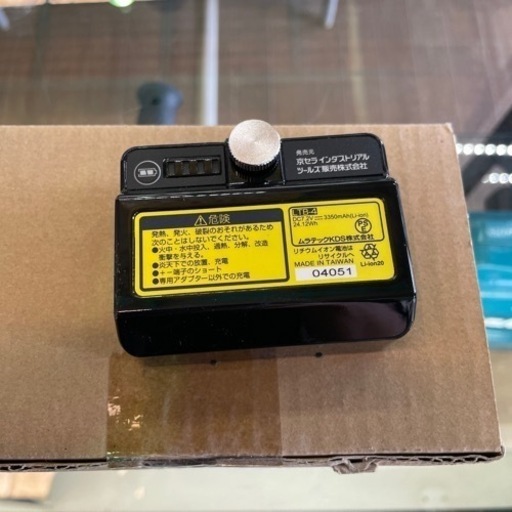 発売元
京セラインダストリアル
ツールズ販売株式会社
⚠危険
発熱、発火、破裂のおそれがあるため
次のことはしないでください。
●火中・水中投入、過熱、分解、改造
衝撃を与える。
●炎天下での放置、充電
●+−端子のショート
●専用アダプター以外での充電
LTB-4
DC7.2V 3350mAh(Li-ion)
24.12Wh
ムラテックKDS株式会社
リチウムイオン電池は
リサイクルへ
MADE IN TAIWAN
04051
PS
E
Li-ion20